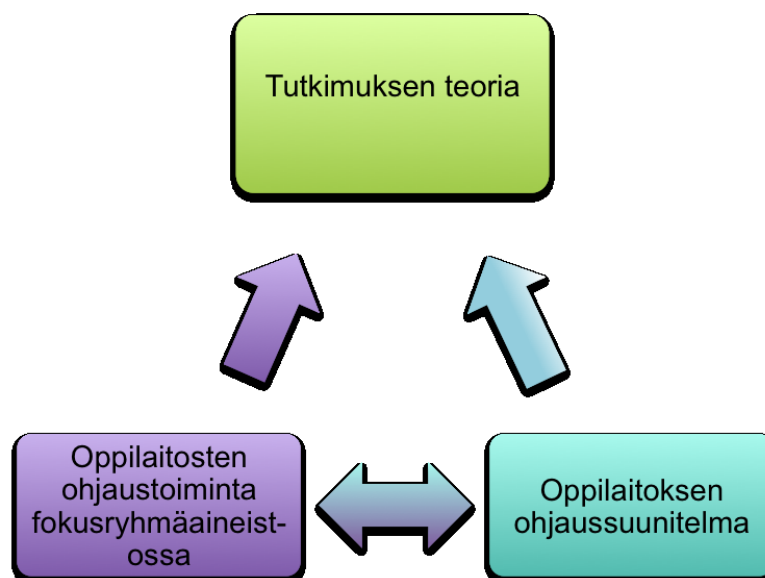 Tutkimuksen teoria
Oppilaitosten
ohjaustoiminta
fokusryhmäaineist-
ossa
Oppilaitoksen
ohjaussuunitelma